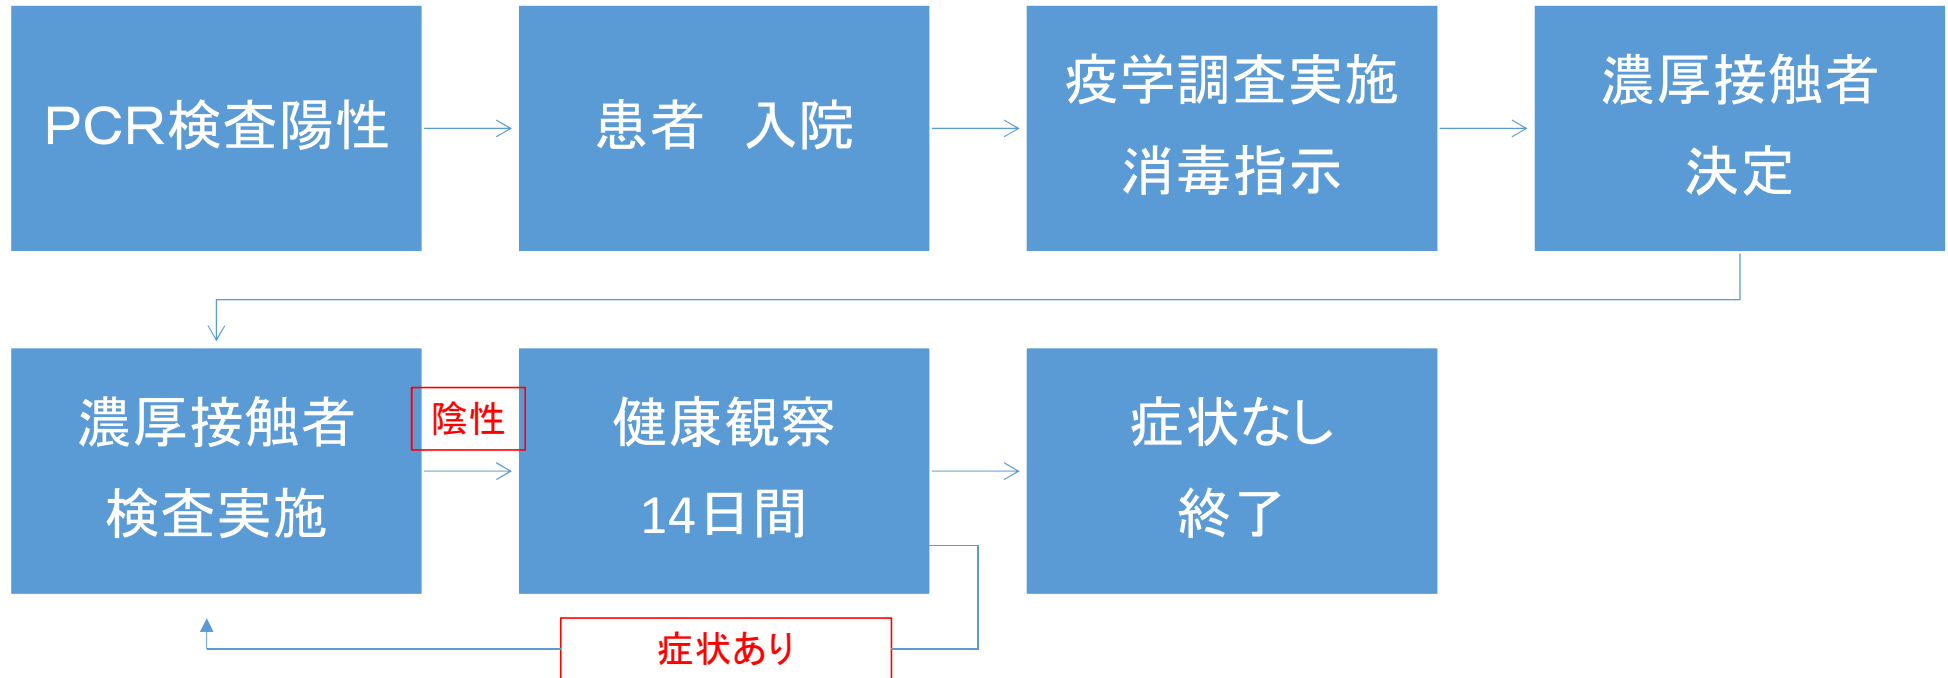 PCR検査陽性
患者　入院
疫学調査実施
消毒指示
濃厚接触者
決定
濃厚接触者
検査実施
陰性
健康観察
14日間
症状なし
終了
症状あり